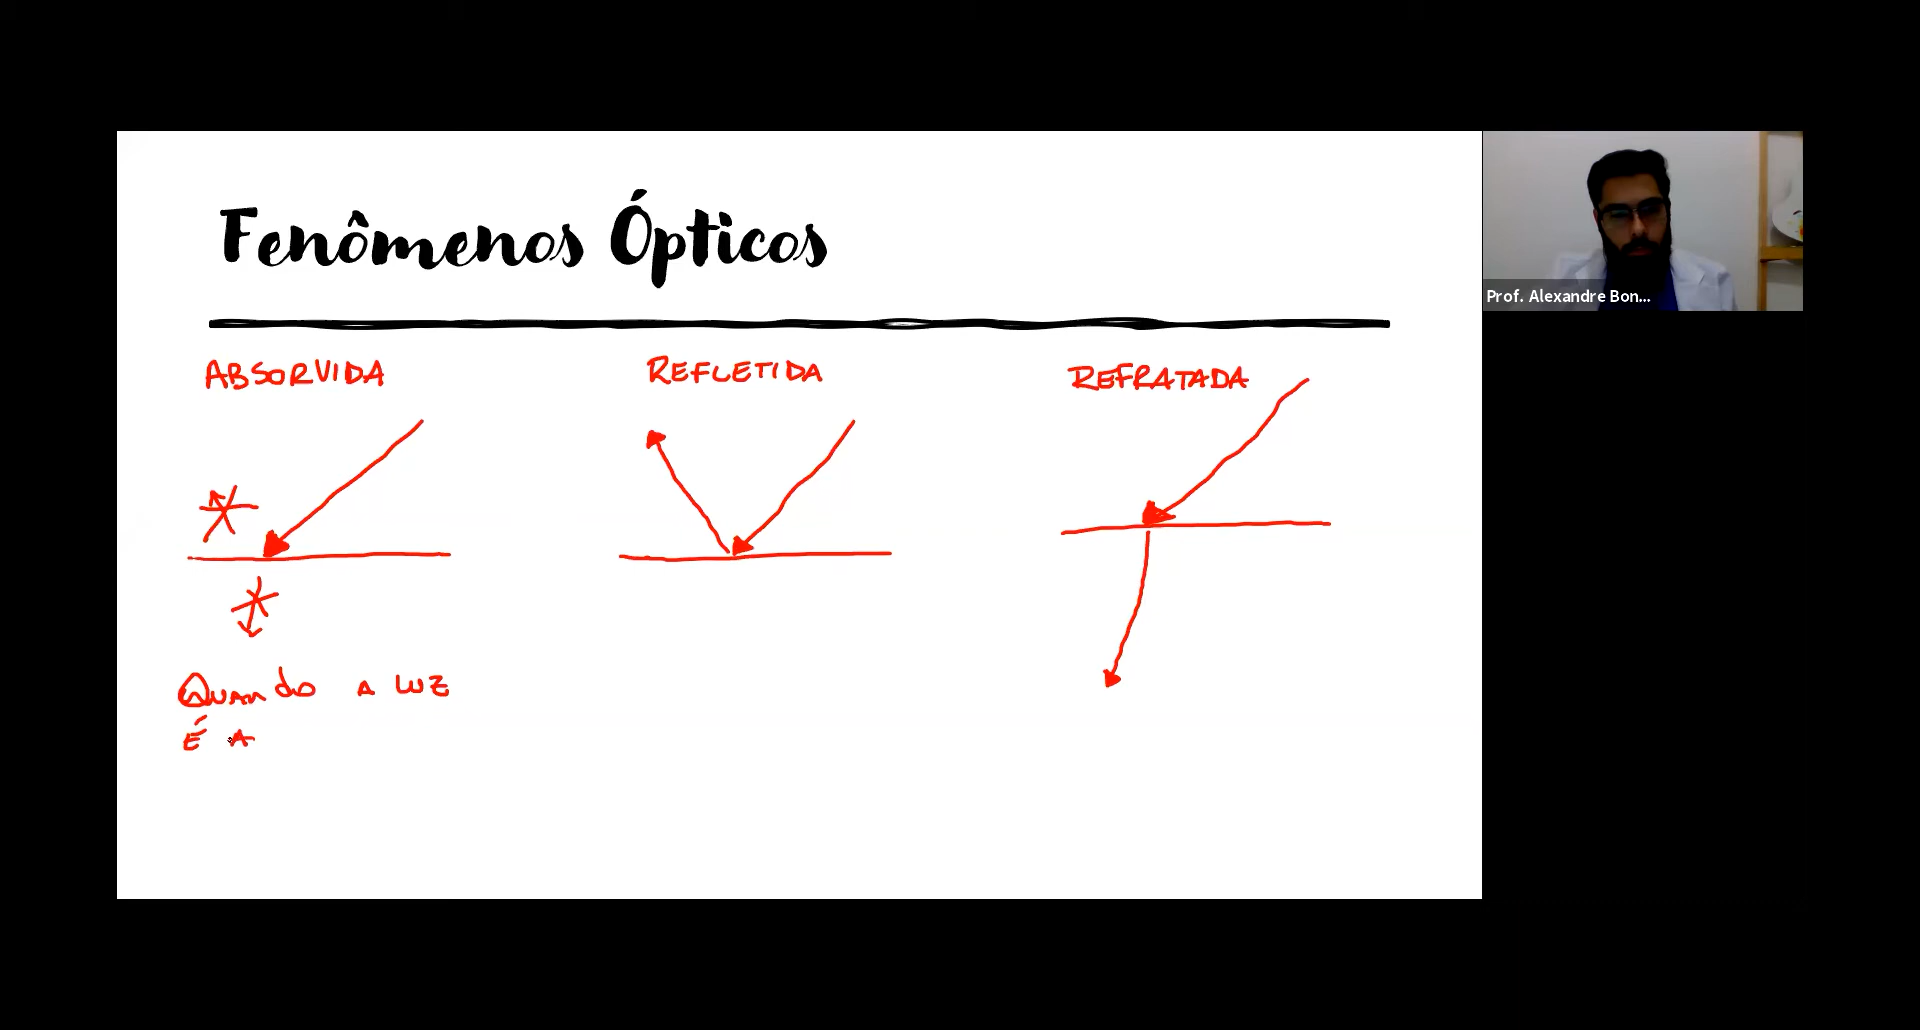 Fenômenos Ópticos
ABSORVIDA
REFLETIDA
REFRATADA
QUANDO A LUZ
É A
Prof. Alexandre Bon...